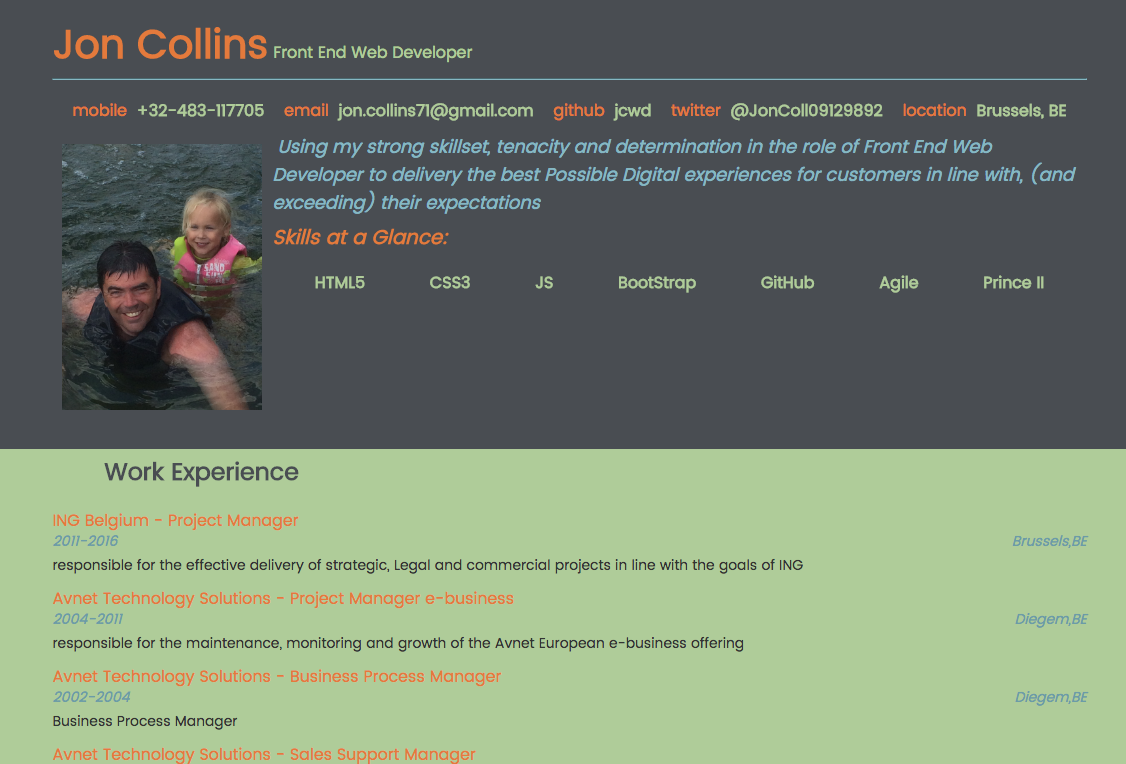 Jon Collins Front End Web Developer
mobile +32-483-117705 email jon.collins71@gmail.com github jcwd twitter @JonColl09129892 location Brussels, BE
Using my strong skillset, tenacity and determination in the role of Front End Web
Developer to delivery the best Possible Digital experiences for customers in line with, (and
exceeding) their expectations
Skills at a Glance:
HTML5 CSS3 JS BootStrap GitHub Agile Prince II
SAND
Work Experience
ING Belgium - Project Manager
2011-2016 Brussels,BE
responsible for the effective delivery of strategic, Legal and commercial projects in line with the goals of ING
Avnet Technology Solutions - Project Manager e-business
2004-2011 Diegem,BE
responsible for the maintenance, monitoring and growth of the Avnet European e-business offering
Avnet Technology Solutions - Business Process Manager
2002-2004 Diegem,BE
Business Process Manager
Avnet Technology Solutions - Sales Support Manager